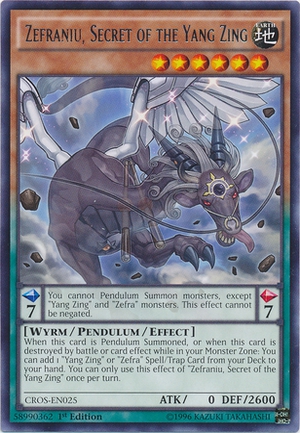 ZEFRANIU, SECRET OF THE YANG ZING
EARTH
地
You cannot Pendulum Summon monsters, except
"Yang Zing" and "Zefra" monsters. This effect cannot
be negated.
7
7
[WYRM / PENDULUM / EFFECT]
When this card is Pendulum Summoned, or when this card is
destroyed by battle or card effect while in your Monster Zone: You
can add 1 "Yang Zing" or "Zefra" Spell/Trap Card from your Deck to
your hand. You can only use this effect of "Zefraniu, Secret of the
Yang Zing" once per turn.
CROS-EN025
ATK/ 0 DEF/2600
58990362 1st Edition
©1996 KAZUKI TAKAHASHI